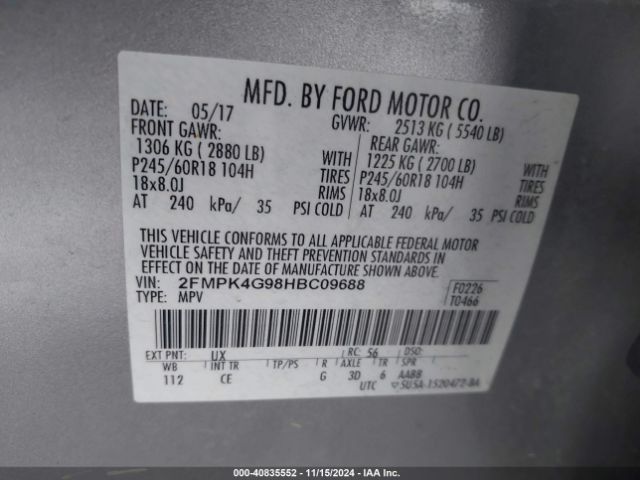 MFD. BY FORD MOTOR CO.
DATE: 05/17 GVWR: 2513 KG ( 5540 LB)
FRONT GAWR: REAR GAWR:
1306 KG ( 2880 LB) WITH 1225 KG ( 2700 LB) WITH
P245/60R18 104H TIRES P245/60R18 104H TIRES
18x8.0J RIMS 18x8.0J RIMS
AT 240 kPa/ 35 PSI COLD AT 240 kPa/ 35 PSI COLD
THIS VEHICLE CONFORMS TO ALL APPLICABLE FEDERAL MOTOR
VEHICLE SAFETY AND THEFT PREVENTION STANDARDS IN
EFFECT ON THE DATE OF MANUFACTURE SHOWN ABOVE.
VIN: 2FMPK4G98HBC09688 F0226
TYPE: MPV T0466
EXT PNT: UX RC: 56 DSO:
WB INT TR TP/PS R AXLE TR SPR
112 CE G 3D 6 AABB
UTC 5U5A-1520472-BA
000-40835552 - 11/15/2024 - IAA Inc.